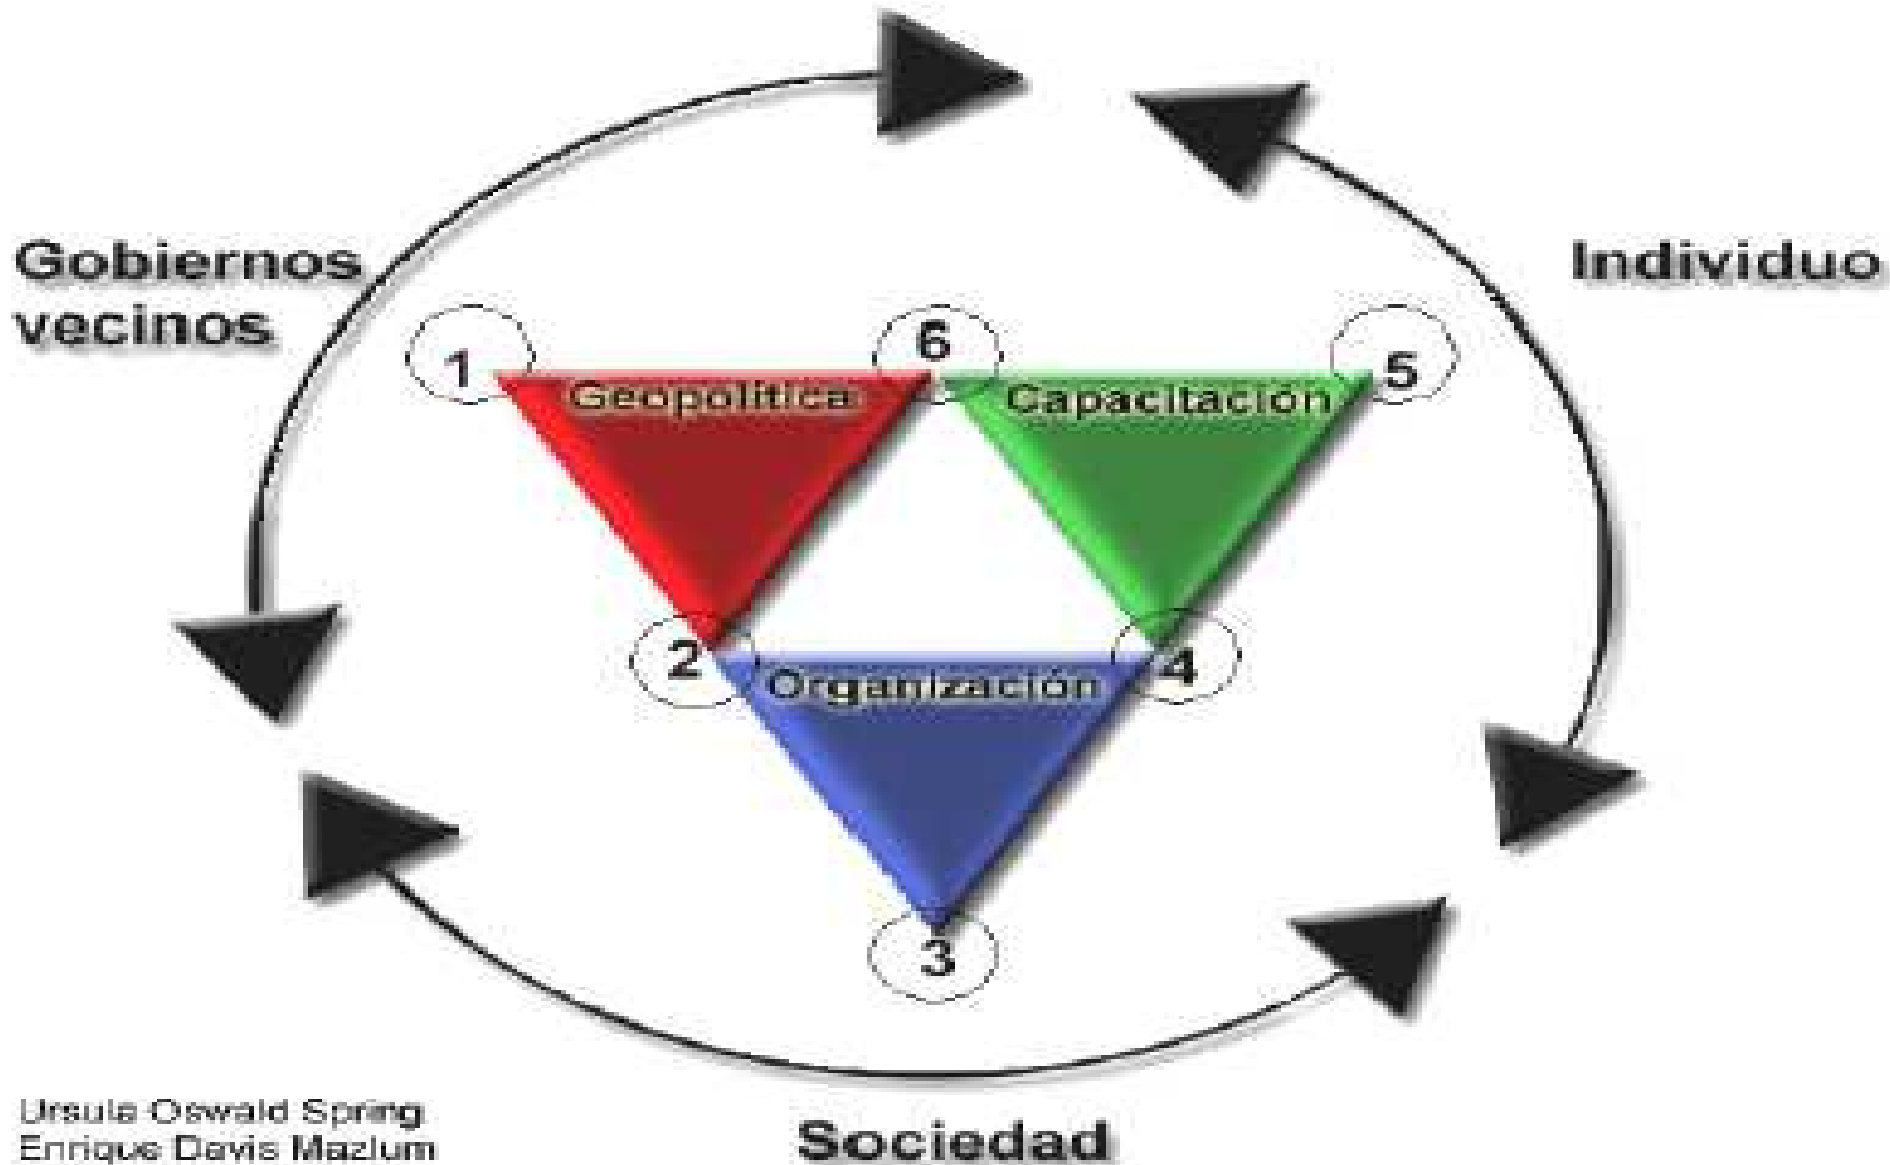 Gobiernos
vecinos
Individuo
1
6
5
Geopolítica
Capacitación
2
4
Organización
3
Ursula Oswald Spring
Enrique Davis Mazlum
Sociedad